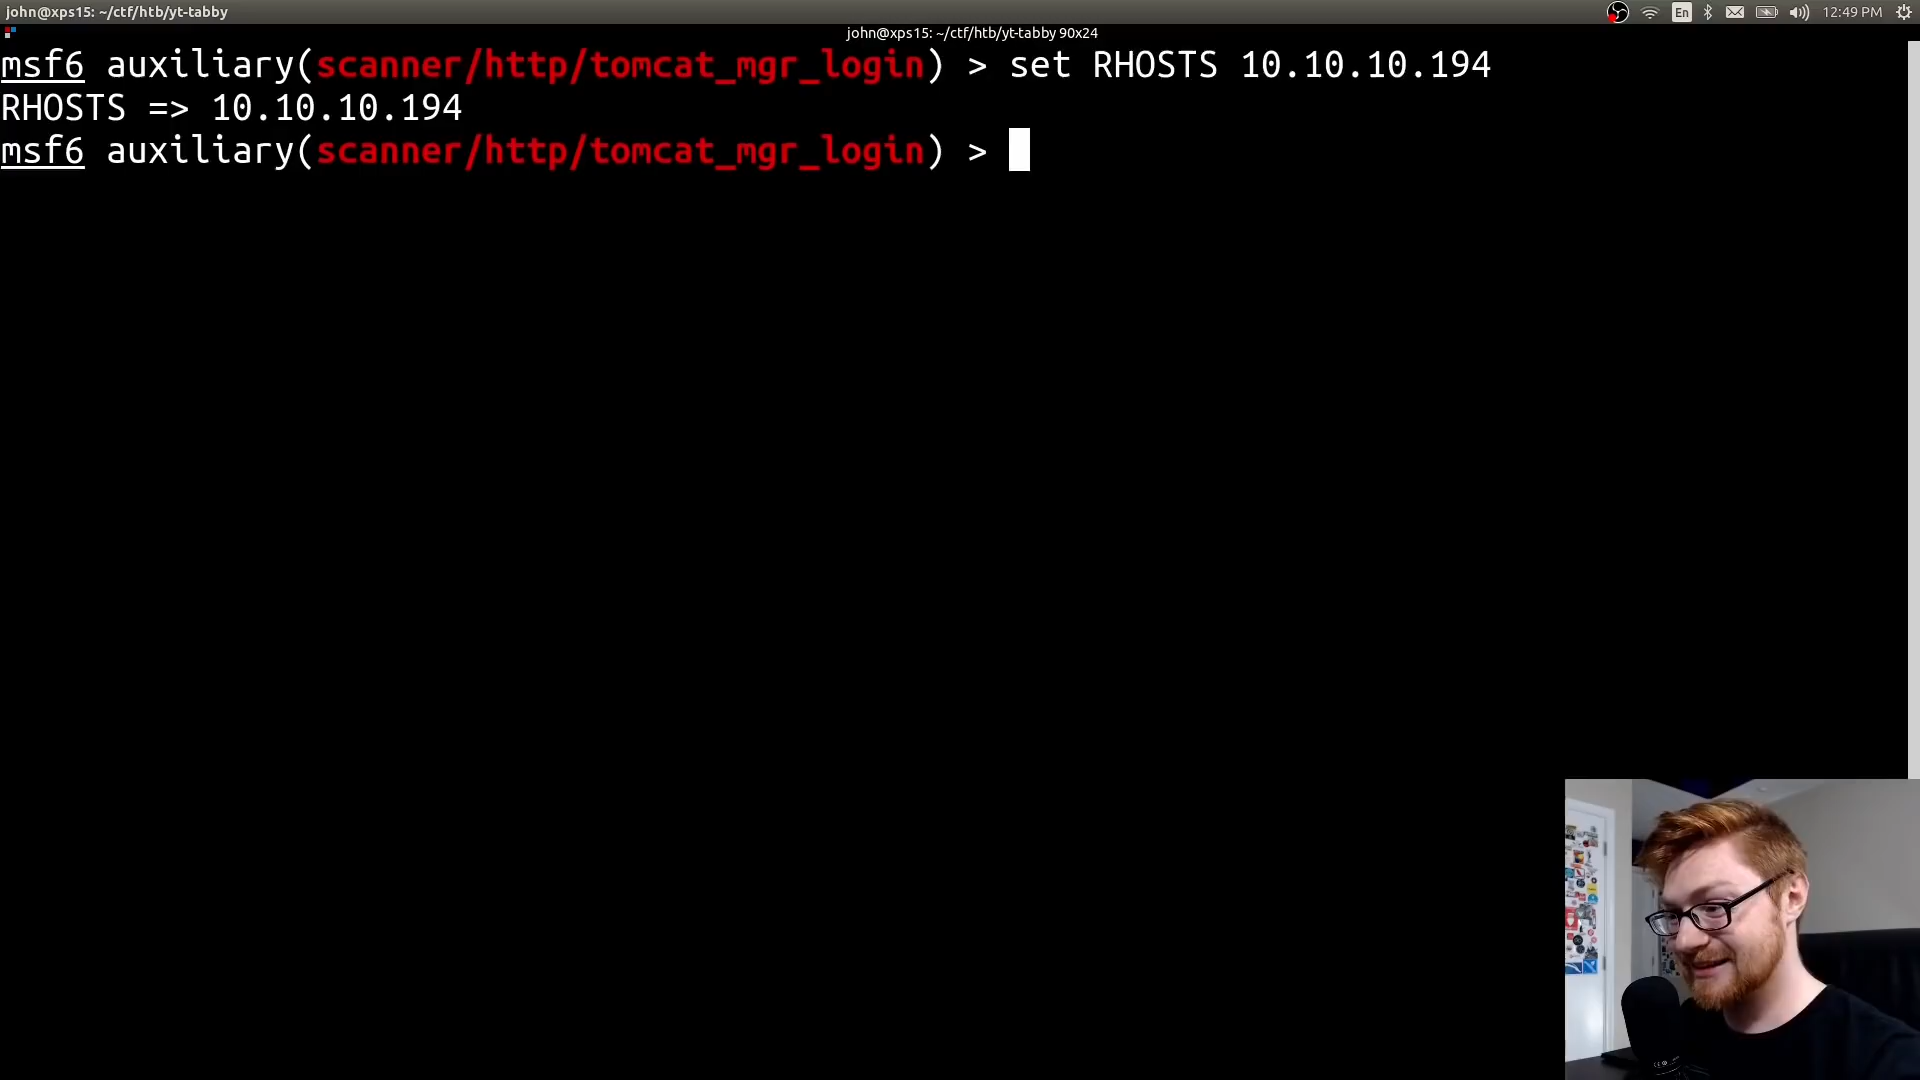 john@xps15: ~/ctf/htb/yt-tabby
En
12:49 PM
john@xps15: ~/ctf/htb/yt-tabby 90x24
msf6 auxiliary(scanner/http/tomcat_mgr_login) > set RHOSTS 10.10.10.194
RHOSTS => 10.10.10.194
msf6 auxiliary(scanner/http/tomcat_mgr_login) >